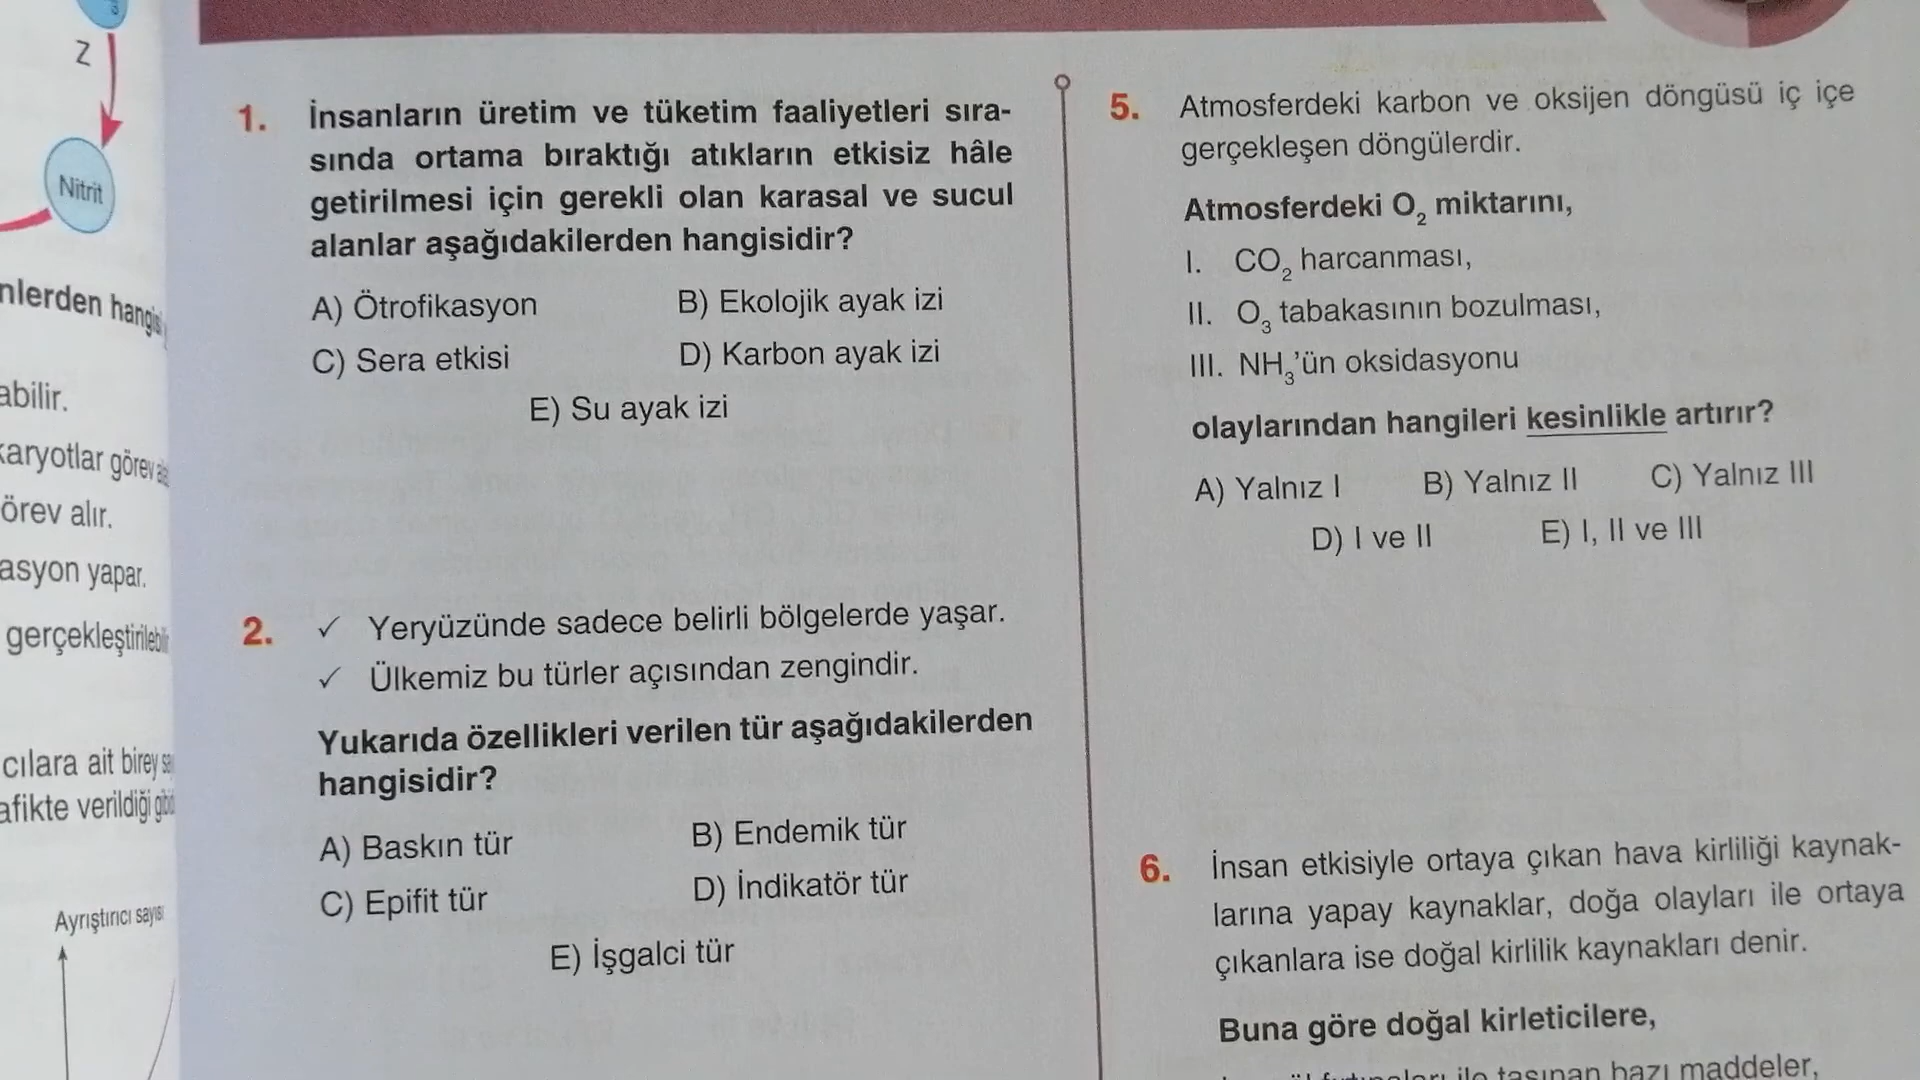 Z
Nitrit
abilir.
örev alır.
asyon yapar.
cılara ait birey
Ayrıştırıcı sayısı
1. İnsanların üretim ve tüketim faaliyetleri sıra-
sında ortama bıraktığı atıkların etkisiz hâle
getirilmesi için gerekli olan karasal ve sucul
alanlar aşağıdakilerden hangisidir?
A) Ötrofikasyon B) Ekolojik ayak izi
C) Sera etkisi D) Karbon ayak izi
E) Su ayak izi
2. ✓ Yeryüzünde sadece belirli bölgelerde yaşar.
✓ Ülkemiz bu türler açısından zengindir.
Yukarıda özellikleri verilen tür aşağıdakilerden
hangisidir?
A) Baskın tür B) Endemik tür
C) Epifit tür D) İndikatör tür
E) İşgalci tür
5. Atmosferdeki karbon ve oksijen döngüsü iç içe
gerçekleşen döngülerdir.
Atmosferdeki O₂ miktarını,
I. CO₂ harcanması,
II. O₃ tabakasının bozulması,
III. NH₃'ün oksidasyonu
olaylarından hangileri kesinlikle artırır?
A) Yalnız I B) Yalnız II C) Yalnız III
D) I ve II E) I, II ve III
6. İnsan etkisiyle ortaya çıkan hava kirliliği kaynak-
larına yapay kaynaklar, doğa olayları ile ortaya
çıkanlara ise doğal kirlilik kaynakları denir.
Buna göre doğal kirleticilere,
ile taşınan bazı maddeler,